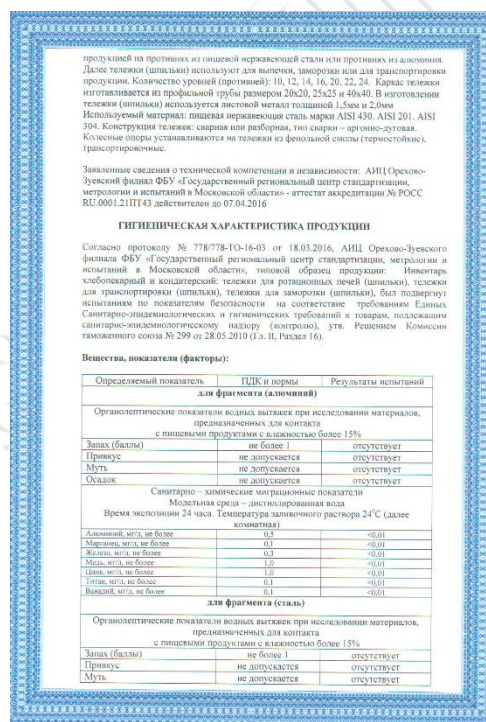 продукцией на противнях из пищевой нержавеющей стали или противнях из алюминия.
Далее тележки (шпильки) используют для выпечки, заморозки или для транспортировки
продукции. Количество уровней (противней): 10, 12, 14, 16, 20, 22, 24. Каркас тележки
изготавливается из профильной трубы размером 20х20, 25х25 и 40х40. В изготовлении
тележки (шпильки) используется листовой металл толщиной 1,5мм и 2,0мм
Используемый материал: пищевая нержавеющая сталь марки AISI 430. AISI 201. AISI
304. Конструкция тележек: сварная или разборная, тип сварки – аргонно-дуговая.
Колесные опоры устанавливаются на тележки из фенольной смолы (термостойкие),
трансортировочные.
Заявленные сведения о технической компетенции и независимости: АИЦ Орехово-
Зуевский филиал ФБУ «Государственный региональный центр стандартизации,
метрологии и испытаний в Московской области» - аттестат аккредитации № РОСС
RU.0001.21ПТ43 действителен до 07.04.2016
ГИГИЕНИЧЕСКАЯ ХАРАКТЕРИСТИКА ПРОДУКЦИИ
Согласно протоколу № 778/778-ТО-16-03 от 18.03.2016, АИЦ Орехово-Зуевского
филиала ФБУ «Государственный региональный центр стандартизации, метрологии и
испытаний в Московской области», типовой образец продукции: Инвентарь
хлебопекарный и кондитерский: тележки для ротационных печей (шпильки), тележки
для транспортировки (шпильки), тележки для заморозки (шпильки), был подвергнут
испытаниям по показателям безопасности на соответствие требованиям Единых
Санитарно-эпидемиологических и гигиенических требований к товарам, подлежащим
санитарно-эпидемиологическому надзору (контролю), утв. Решением Комиссии
таможенного союза № 299 от 28.05.2010 (Гл. II, Раздел 16).
Вещества, показатели (факторы):
Определяемый показатель ПДК и нормы Результаты испытаний
для фрагмента (алюминий)
Органолептические показатели водных вытяжек при исследовании материалов,
предназначенных для контакта
с пищевыми продуктами с влажностью более 15%
Запах (баллы) не более 1 отсутствует
Привкус не допускается отсутствует
Муть не допускается отсутствует
Осадок не допускается отсутствует
Санитарно – химические миграционные показатели
Модельная среда – дистиллированная вода
Время экспозиции 24 часа. Температура заливочного раствора 24°С (далее
комнатная)
Алюминий, мг/л, не более 0,5 <0,01
Марганец, мг/л, не более 0,1 <0,01
Железо, мг/л, не более 0,3 <0,01
Медь, мг/л, не более 1,0 <0,01
Цинк, мг/л, не более 1,0 <0,01
Титан, мг/л, не более 0,1 <0,01
Ванадий, мг/л, не более 0,1 <0,01
для фрагмента (сталь)
Органолептические показатели водных вытяжек при исследовании материалов,
предназначенных для контакта
с пищевыми продуктами с влажностью более 15%
Запах (баллы) не более 1 отсутствует
Привкус не допускается отсутствует
Муть не допускается отсутствует